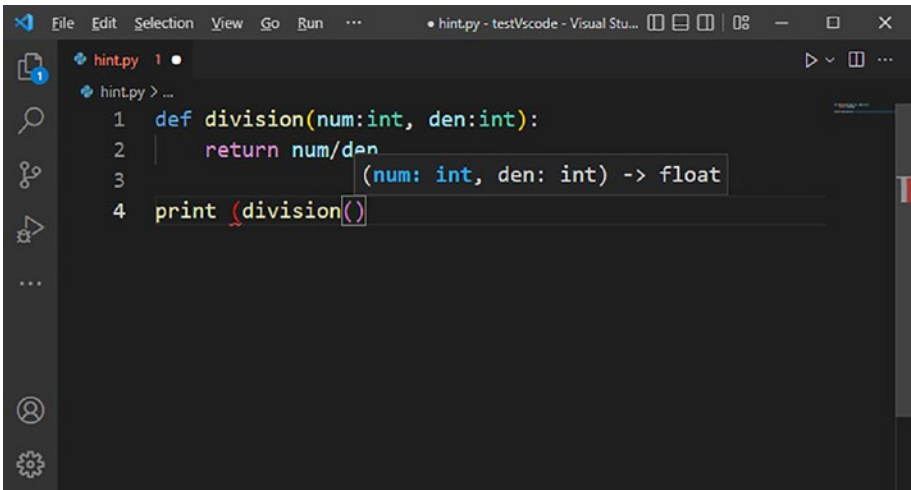 File Edit Selection View Go Run ··· ● hint.py - testVscode - Visual Stu...
hint.py 1 ●
hint.py > ...
1 def division(num:int, den:int):
2 return num/den
(num: int, den: int) -> float
3
4 print (division()
1